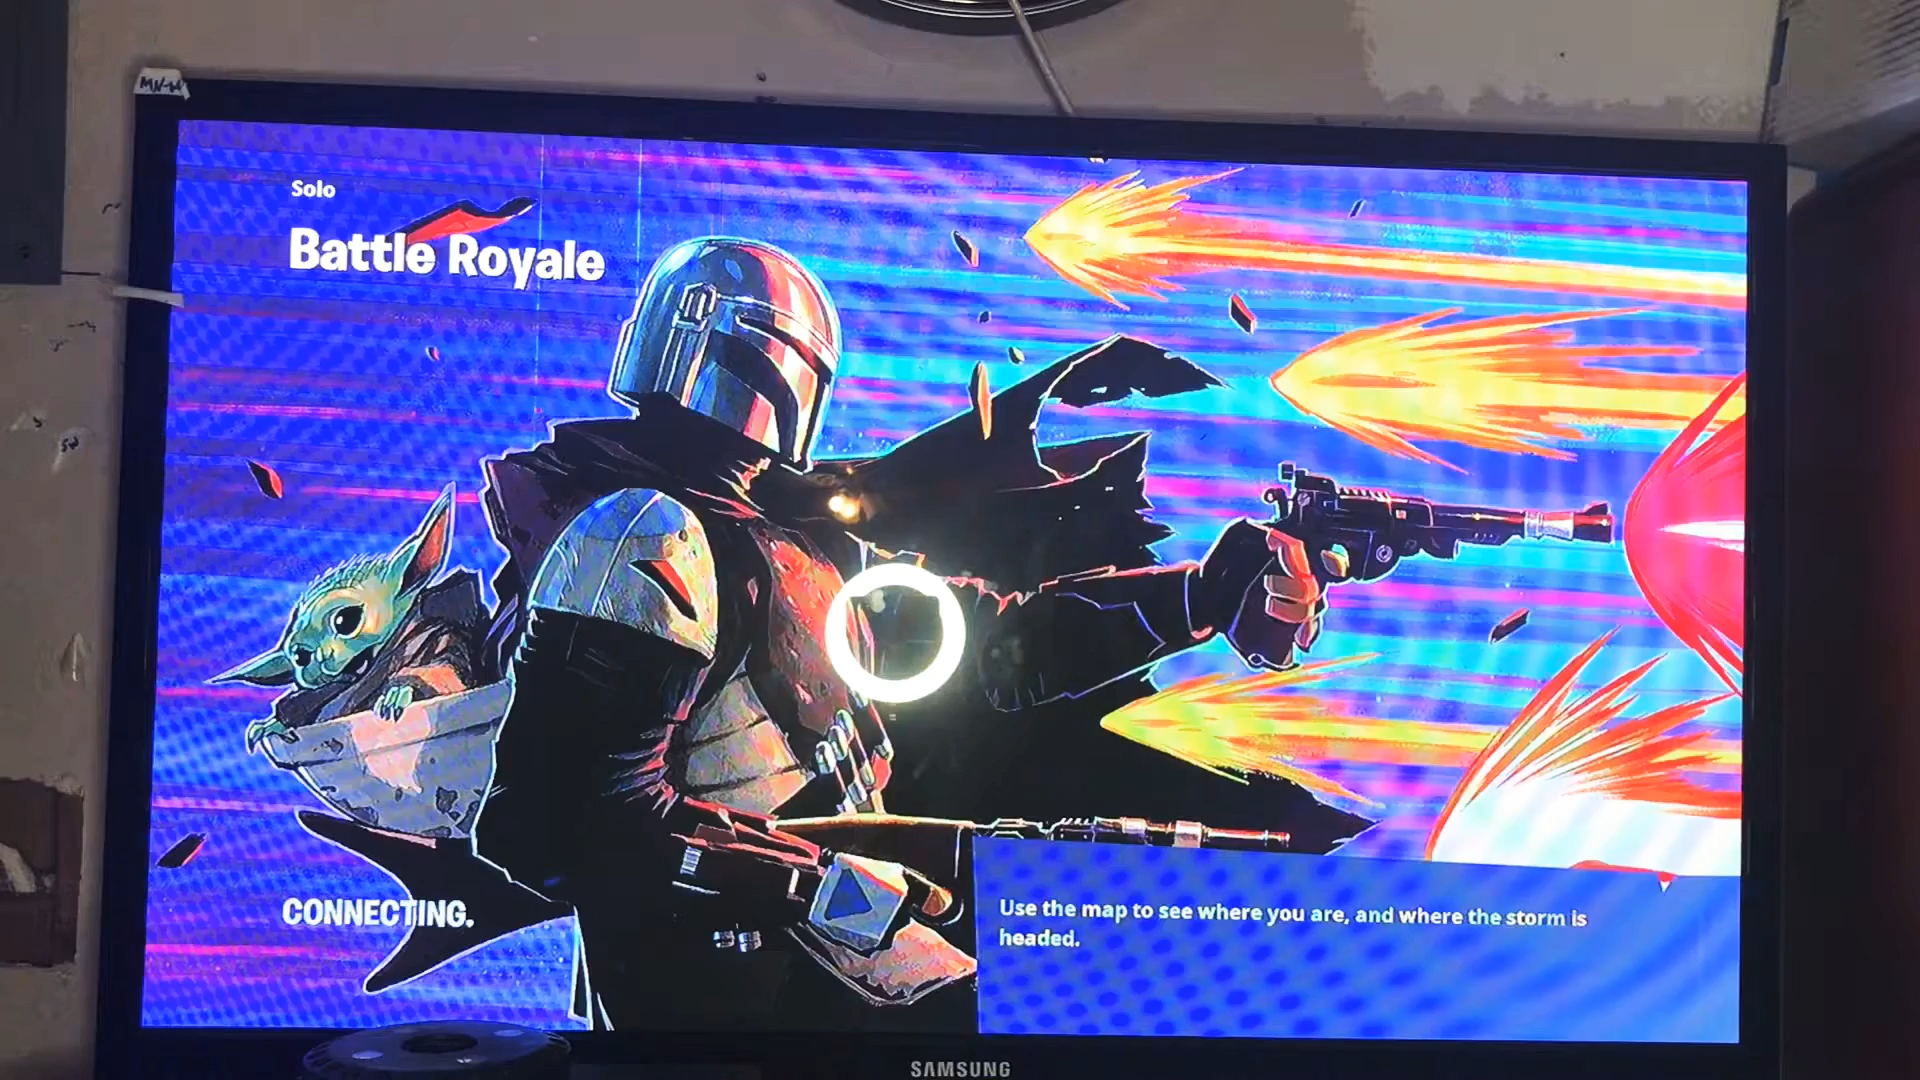 Solo
Battle Royale
CONNECTING.
Use the map to see where you are, and where the storm is
headed.
SAMSUNG